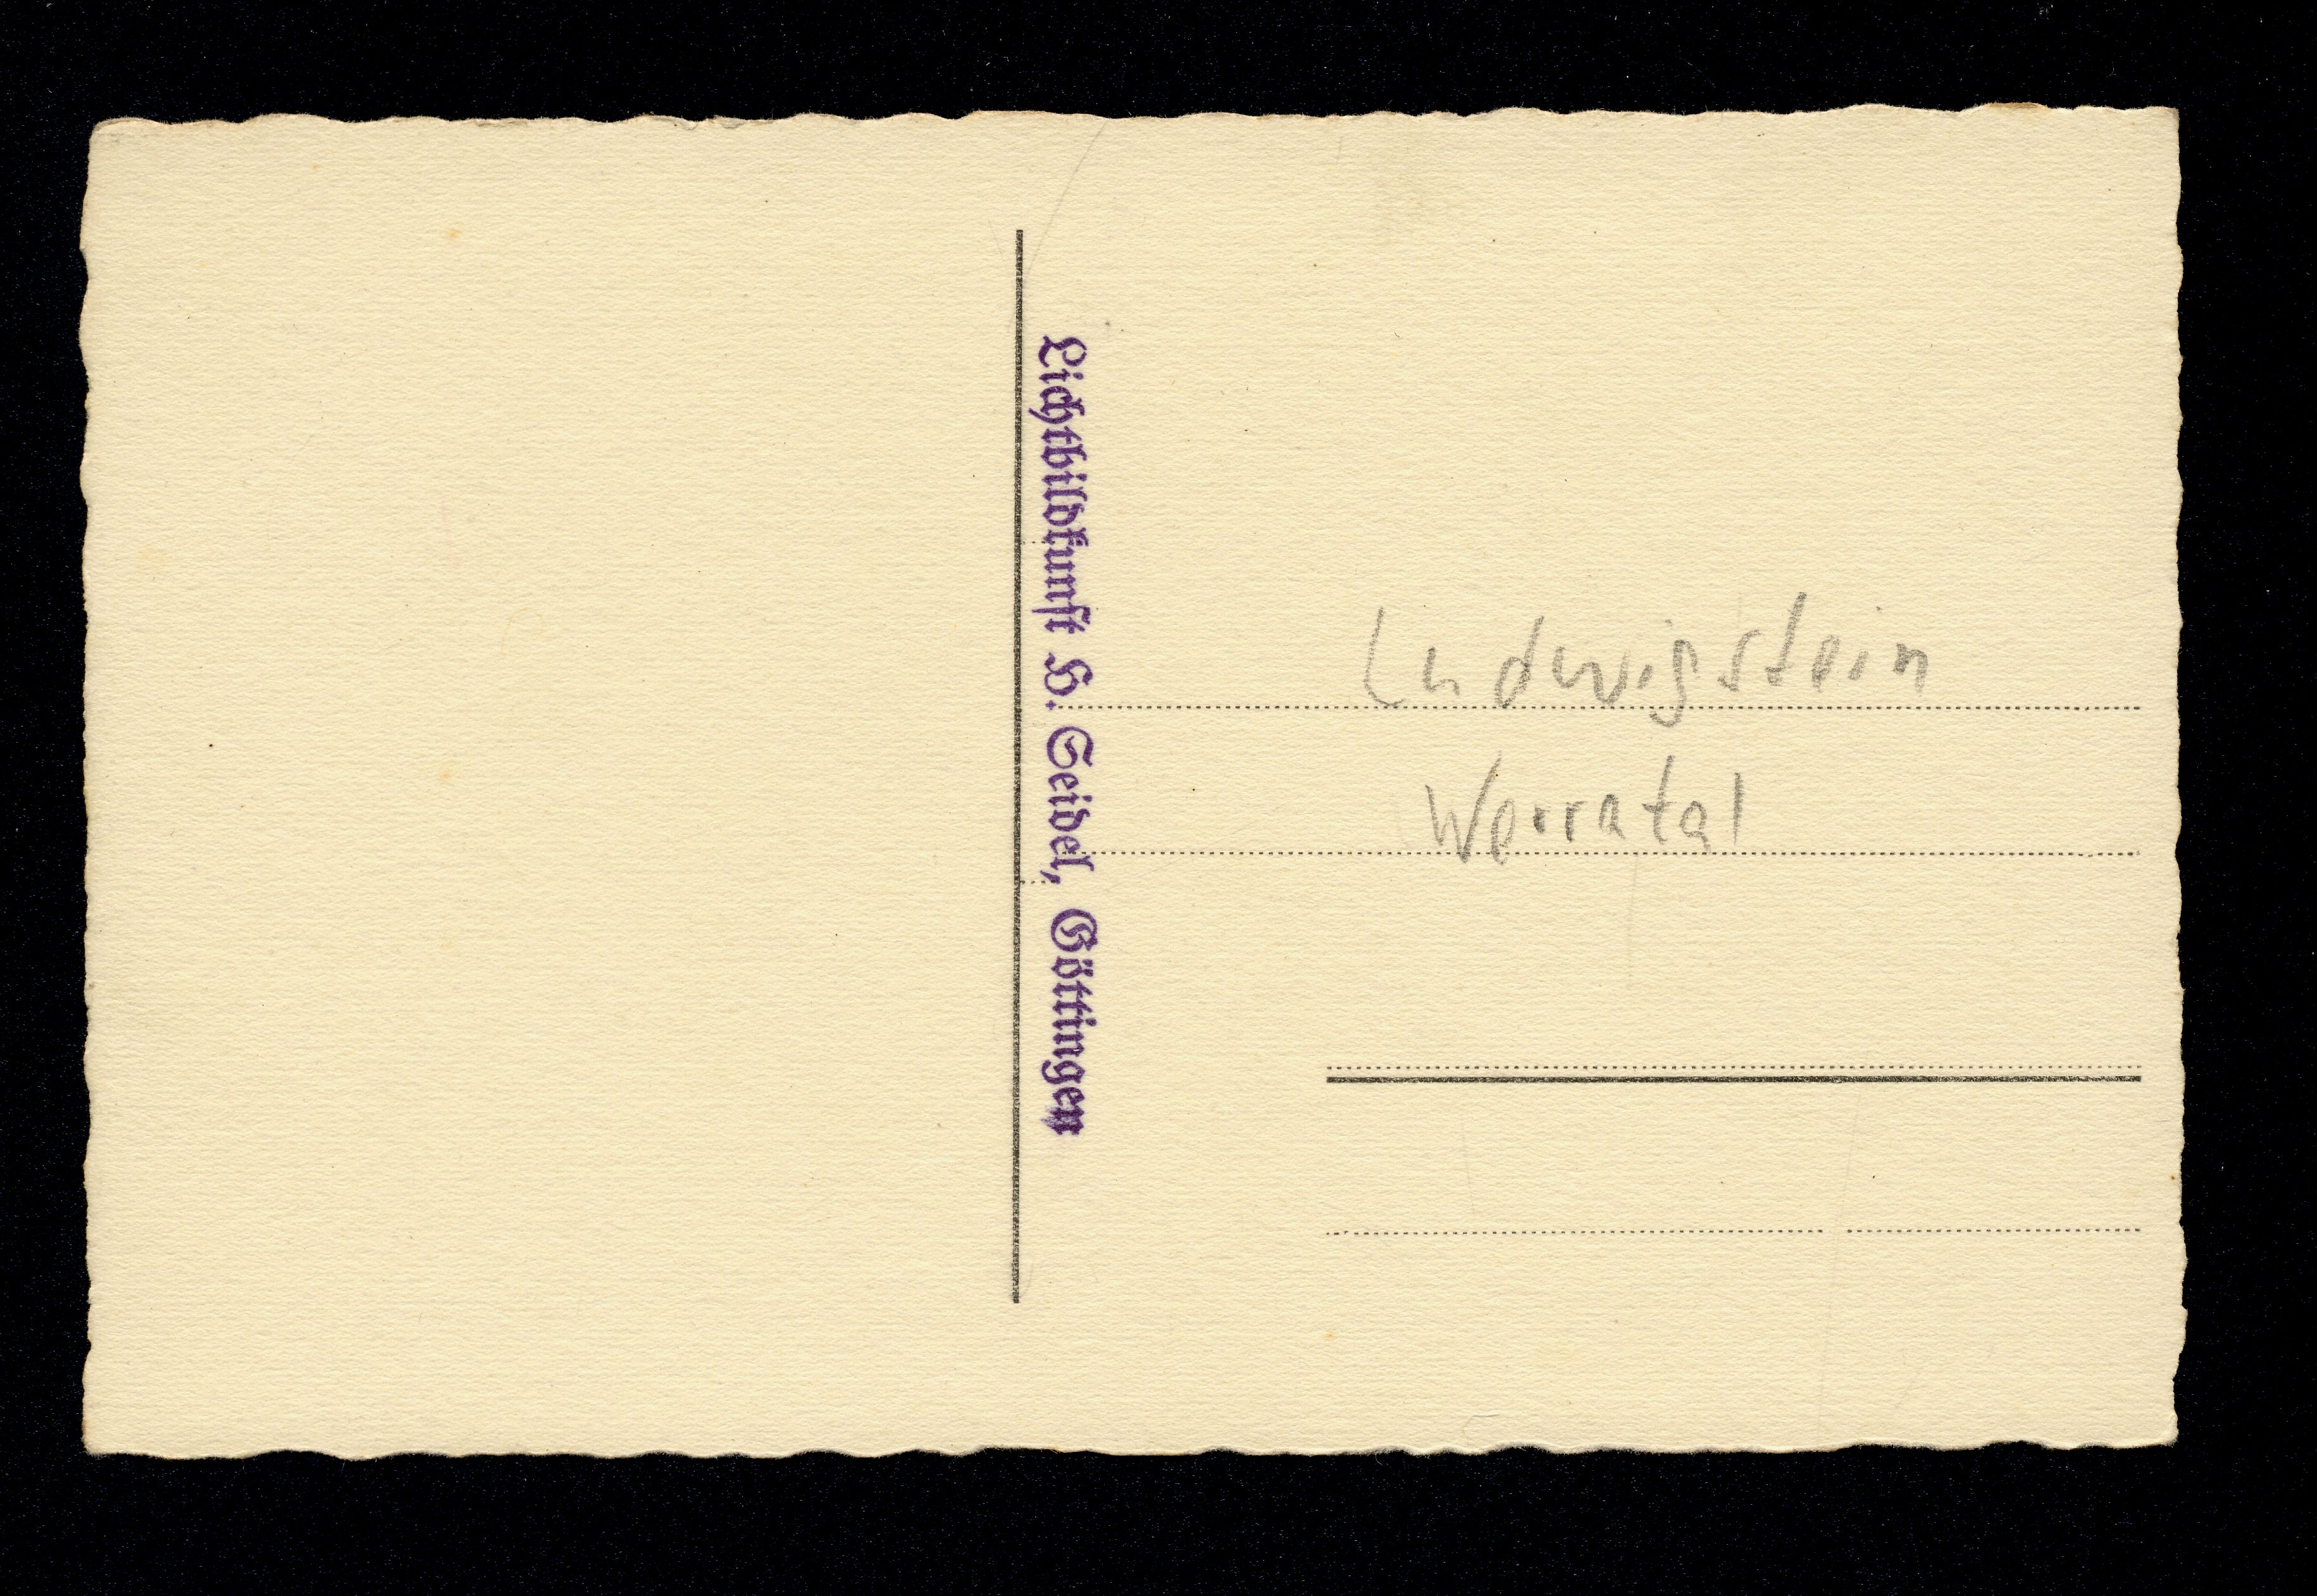 Lichtbildkunst H. Seidel, Göttingen
Ludwigstein
Werratal